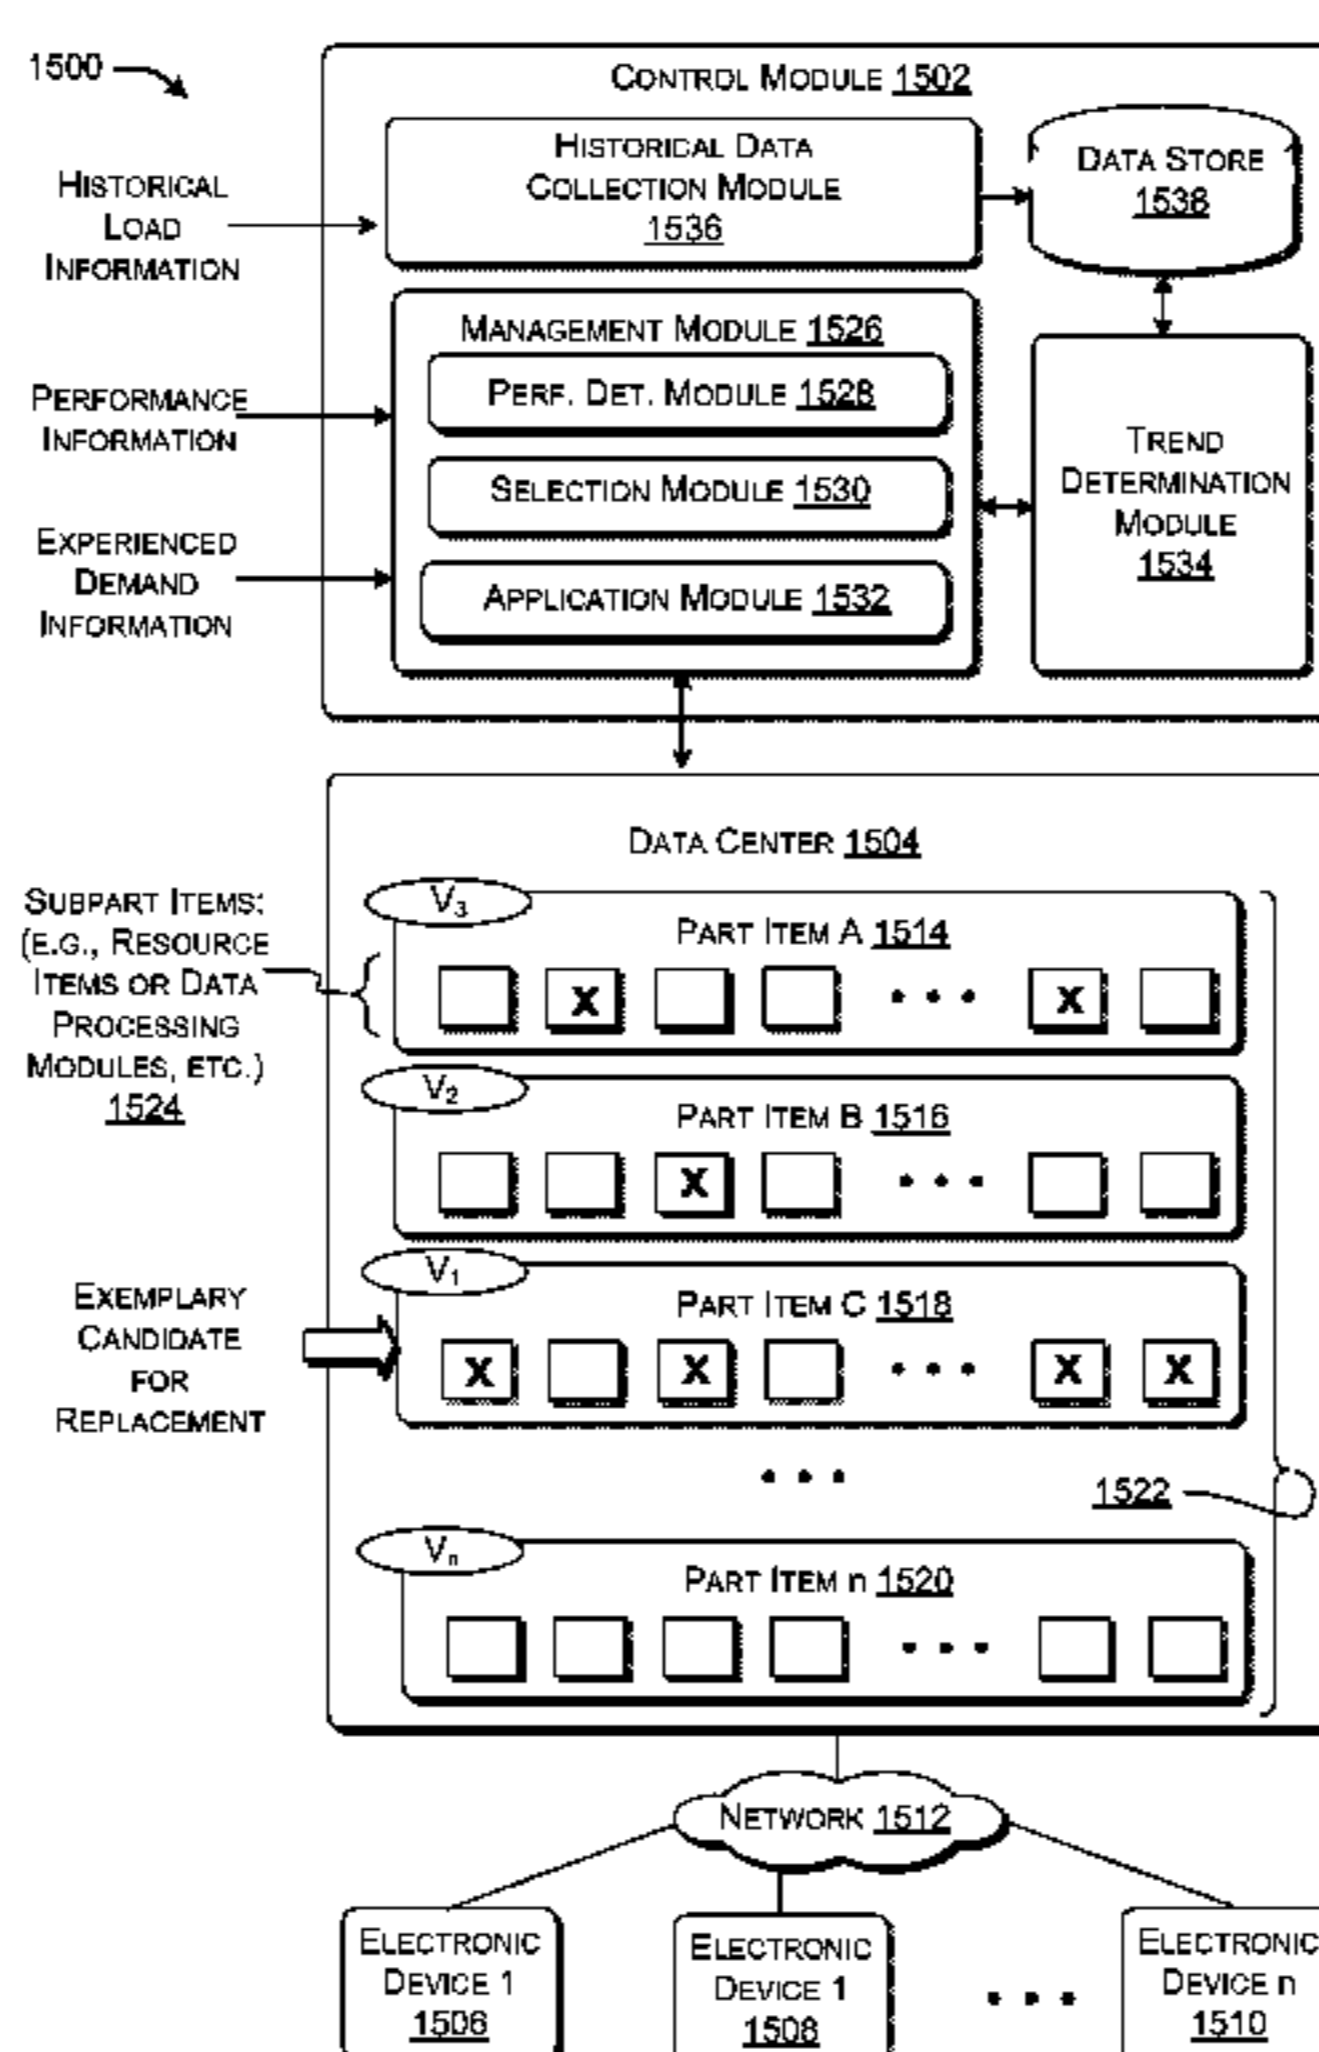 1500
CONTROL MODULE 1502
HISTORICAL DATA
COLLECTION MODULE
1536
DATA STORE
1538
HISTORICAL
LOAD
INFORMATION
MANAGEMENT MODULE 1526
PERF. DET. MODULE 1528
SELECTION MODULE 1530
APPLICATION MODULE 1532
PERFORMANCE
INFORMATION
EXPERIENCED
DEMAND
INFORMATION
TREND
DETERMINATION
MODULE
1534
DATA CENTER 1504
SUBPART ITEMS:
(E.G., RESOURCE
ITEMS OR DATA
PROCESSING
MODULES, ETC.)
1524
V3
PART ITEM A 1514
X X
V2
PART ITEM B 1516
X
V1
PART ITEM C 1518
X X X X
EXEMPLARY
CANDIDATE
FOR
REPLACEMENT
1522
Vn
PART ITEM n 1520
NETWORK 1512
ELECTRONIC
DEVICE 1
1506
ELECTRONIC
DEVICE 1
1508
ELECTRONIC
DEVICE n
1510